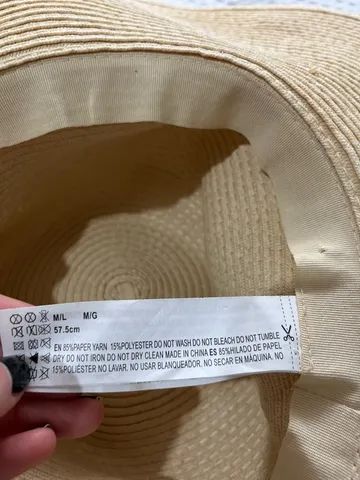 M/L M/G
57.5cm
EN 85%PAPER YARN 15%POLYESTER DO NOT WASH DO NOT BLEACH DO NOT TUMBLE
DRY DO NOT IRON DO NOT DRY CLEAN MADE IN CHINA ES 85%HILADO DE PAPEL
15%POLIÉSTER NO LAVAR. NO USAR BLANQUEADOR. NO SECAR EN MÁQUINA. NO